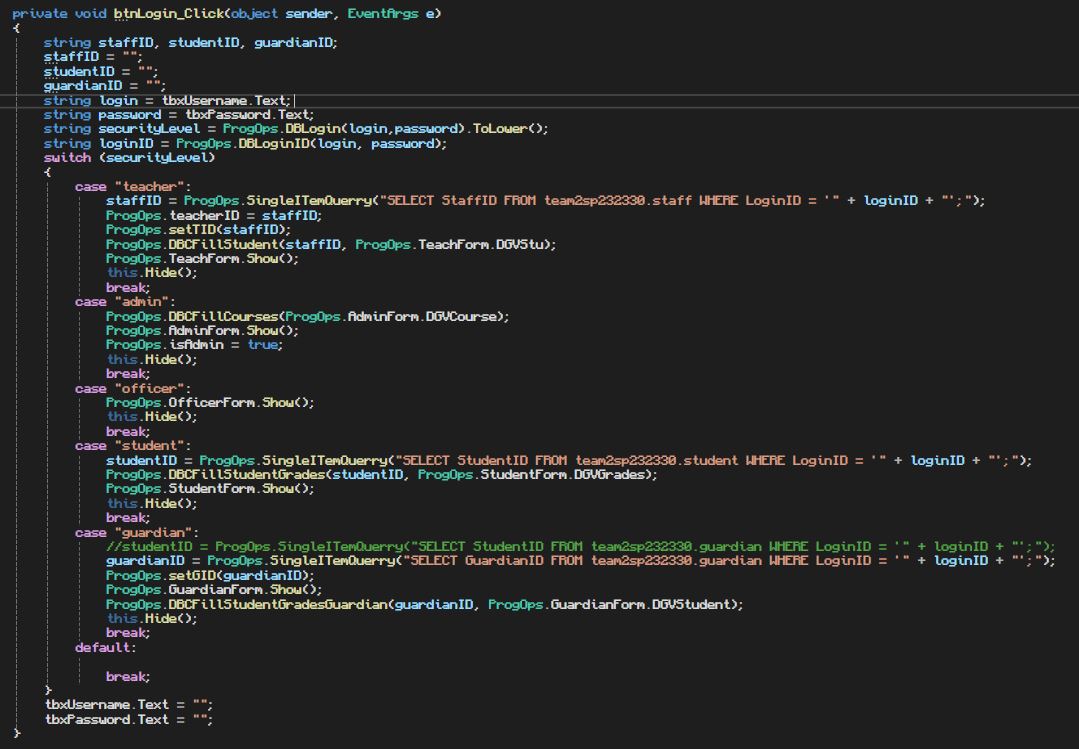 private void btnLogin_Click(object sender, EventArgs e)
{
string staffID, studentID, guardianID;
staffID = "";
studentID = "";
guardianID = "";
string login = tbxUsername.Text;
string password = tbxPassword.Text;
string securityLevel = ProgOps.DBLogin(login,password).ToLower();
string loginID = ProgOps.DBLoginID(login, password);
switch (securityLevel)
{
case "teacher":
staffID = ProgOps.SingleITemQuerry("SELECT StaffID FROM team2sp232330.staff WHERE LoginID = '" + loginID + "';");
ProgOps.teacherID = staffID;
ProgOps.setTID(staffID);
ProgOps.DBCFillStudent(staffID, ProgOps.TeachForm.DGVStu);
ProgOps.TeachForm.Show();
this.Hide();
break;
case "admin":
ProgOps.DBCFillCourses(ProgOps.AdminForm.DGVCourse);
ProgOps.AdminForm.Show();
ProgOps.isAdmin = true;
this.Hide();
break;
case "officer":
ProgOps.OfficerForm.Show();
this.Hide();
break;
case "student":
studentID = ProgOps.SingleITemQuerry("SELECT StudentID FROM team2sp232330.student WHERE LoginID = '" + loginID + "';");
ProgOps.DBCFillStudentGrades(studentID, ProgOps.StudentForm.DGVGrades);
ProgOps.StudentForm.Show();
this.Hide();
break;
case "guardian":
//studentID = ProgOps.SingleITemQuerry("SELECT StudentID FROM team2sp232330.guardian WHERE LoginID = '" + loginID + "';");
guardianID = ProgOps.SingleITemQuerry("SELECT GuardianID FROM team2sp232330.guardian WHERE LoginID = '" + loginID + "';");
ProgOps.setGID(guardianID);
ProgOps.GuardianForm.Show();
ProgOps.DBCFillStudentGradesGuardian(guardianID, ProgOps.GuardianForm.DGVStudent);
this.Hide();
break;
default:
break;
}
tbxUsername.Text = "";
tbxPassword.Text = "";
}